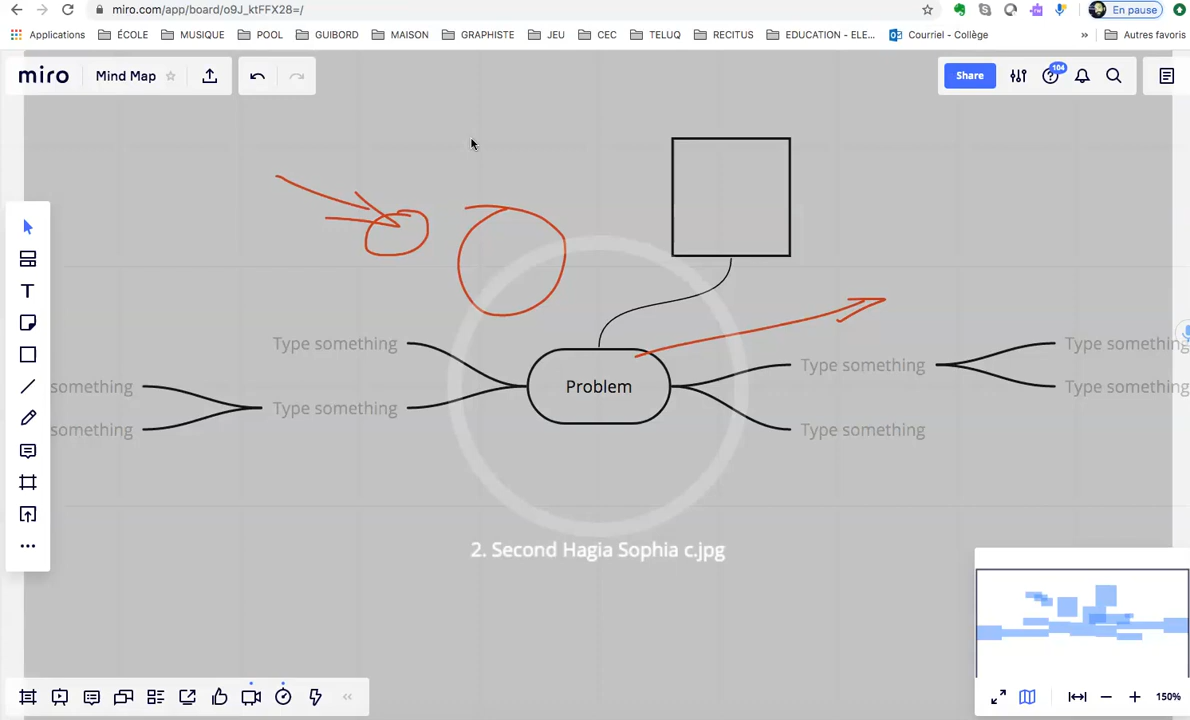 miro.com/app/board/o9J_ktFFX28=/
En pause
Applications
ÉCOLE
MUSIQUE
POOL
GUIBORD
MAISON
GRAPHISTE
JEU
CEC
TELUQ
RECITUS
EDUCATION - ELE...
Courriel - Collège
»
Autres favoris
miro
Mind Map
Share
104
Type something
Type something
Type something
something
Type something
Problem
Type something
something
Type something
2. Second Hagia Sophia c.jpg
150%